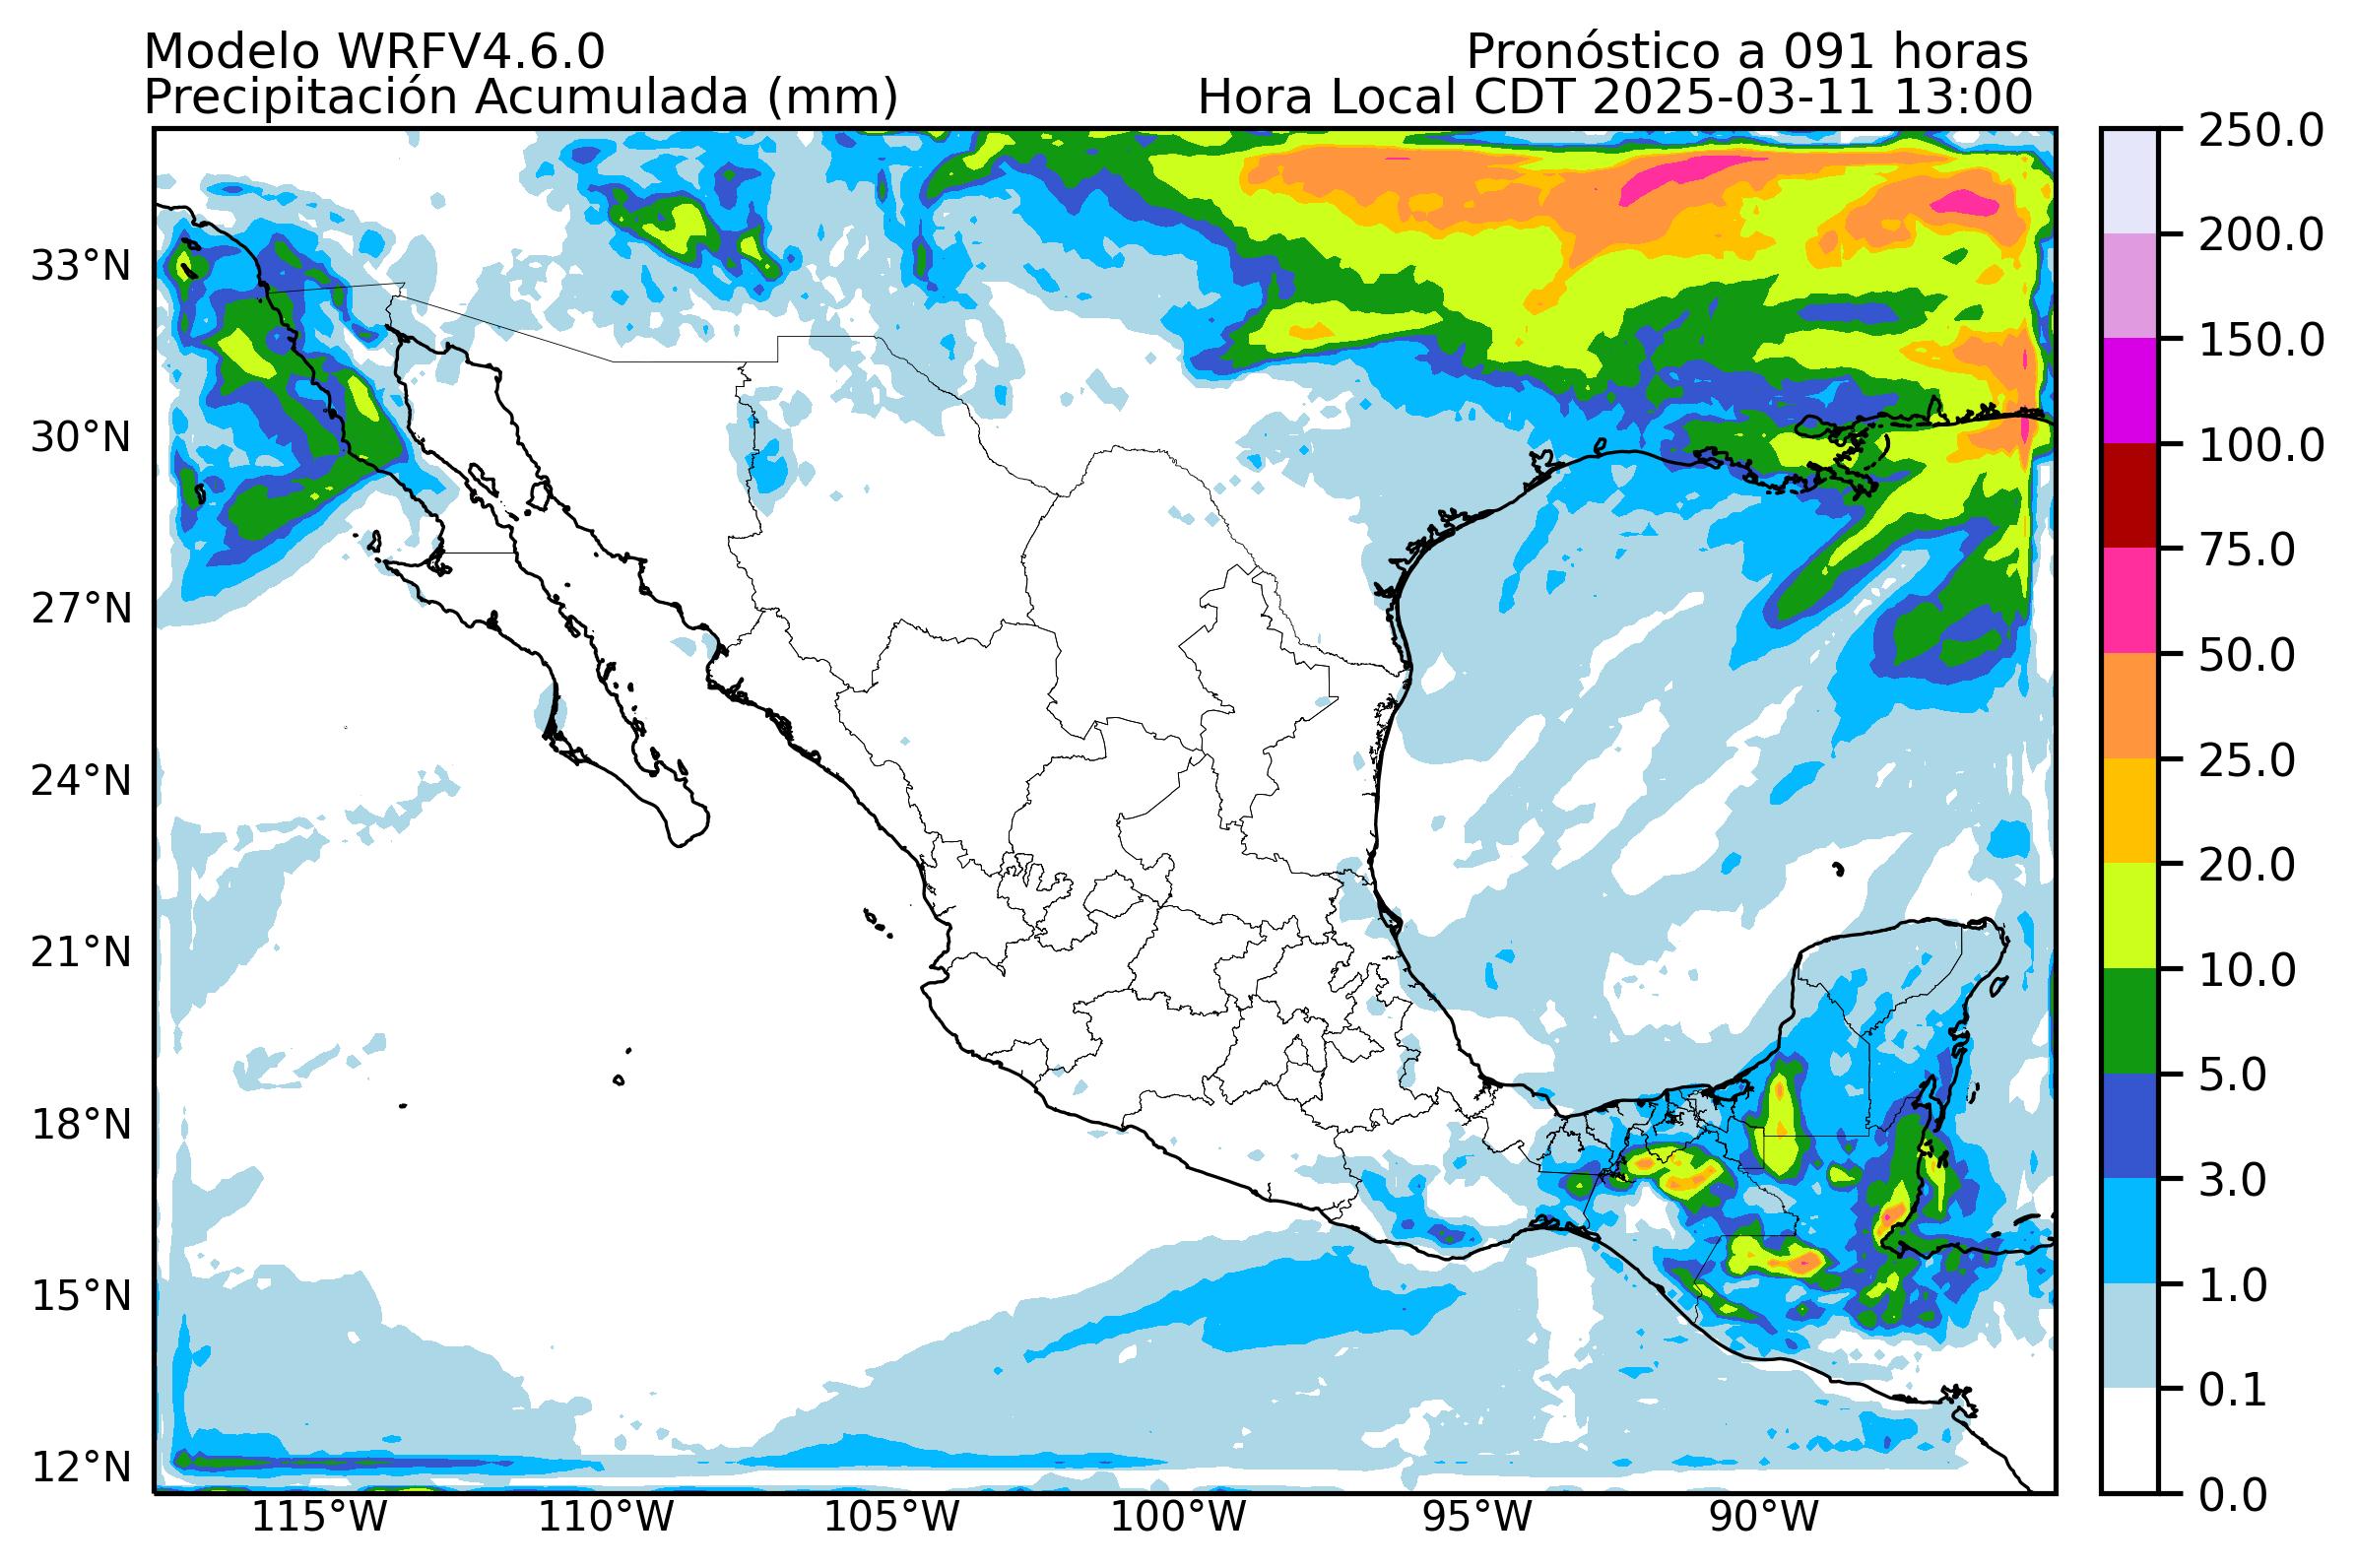 Modelo WRFV4.6.0
Pronóstico a 091 horas
Precipitación Acumulada (mm)
Hora Local CDT 2025-03-11 13:00
250.0
200.0
150.0
100.0
75.0
50.0
25.0
20.0
10.0
5.0
3.0
1.0
0.1
0.0
33°N
30°N
27°N
24°N
21°N
18°N
15°N
12°N
115°W
110°W
105°W
100°W
95°W
90°W